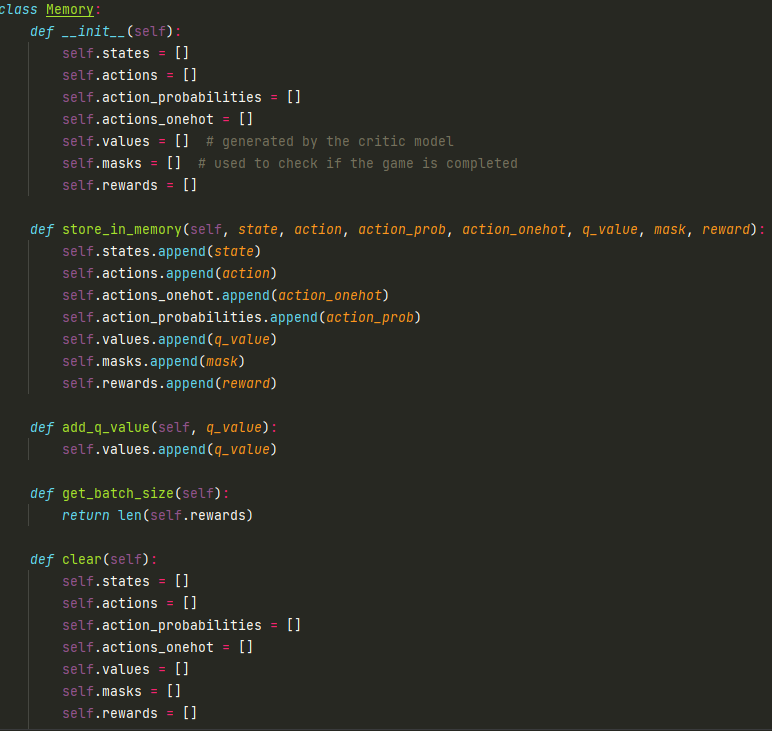 class Memory:
    def __init__(self):
        self.states = []
        self.actions = []
        self.action_probabilities = []
        self.actions_onehot = []
        self.values = []  # generated by the critic model
        self.masks = []  # used to check if the game is completed
        self.rewards = []

    def store_in_memory(self, state, action, action_prob, action_onehot, q_value, mask, reward):
        self.states.append(state)
        self.actions.append(action)
        self.actions_onehot.append(action_onehot)
        self.action_probabilities.append(action_prob)
        self.values.append(q_value)
        self.masks.append(mask)
        self.rewards.append(reward)

    def add_q_value(self, q_value):
        self.values.append(q_value)

    def get_batch_size(self):
        return len(self.rewards)

    def clear(self):
        self.states = []
        self.actions = []
        self.action_probabilities = []
        self.actions_onehot = []
        self.values = []
        self.masks = []
        self.rewards = []